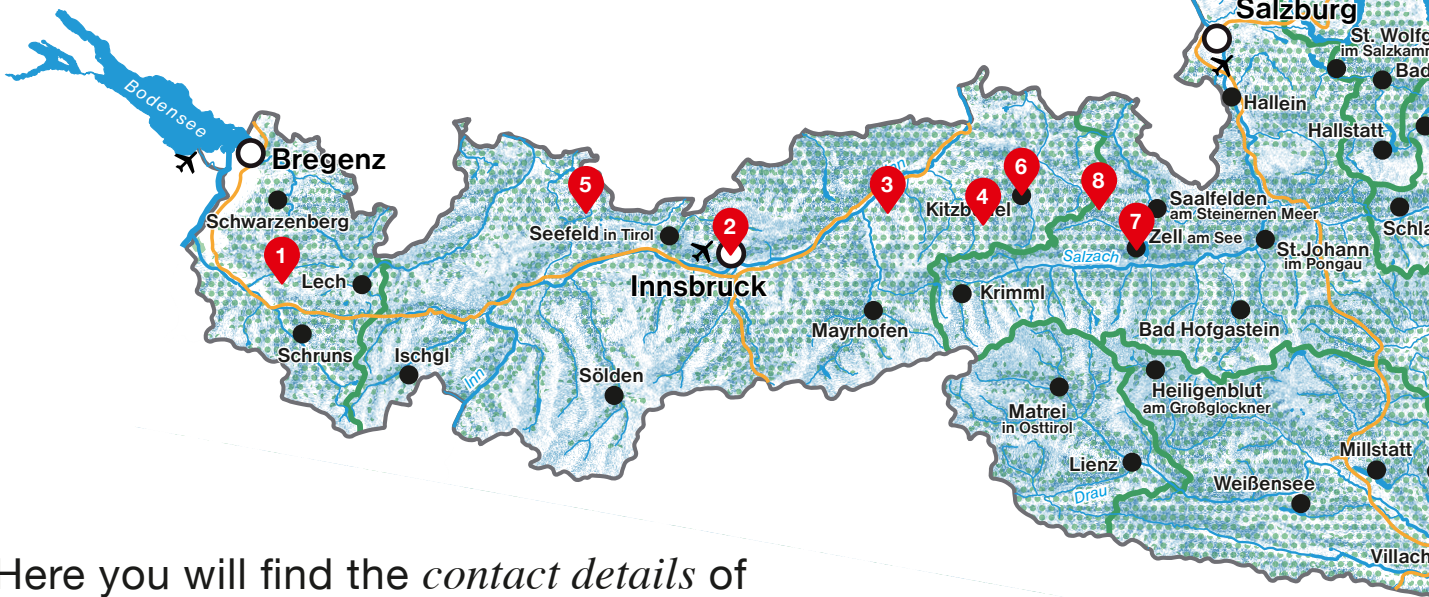 Salzburg
St. Wolfg
im Salzkamm
Bad
Hallein
Hallstatt
Bodensee
Bregenz
Schwarzenberg
1
Lech
Schruns
Ischgl
Inn
5
Seefeld in Tirol
2
Innsbruck
Sölden
3
4
6
8
7
Saalfelden
am Steinernen Meer
Zell am See
Salzach
St.Johann
im Pongau
Schla
Krimml
Mayrhofen
Bad Hofgastein
Heiligenblut
am Großglockner
Matrei
in Osttirol
Lienz
Drau
Millstatt
Weißensee
Villach
Here you will find the contact details of